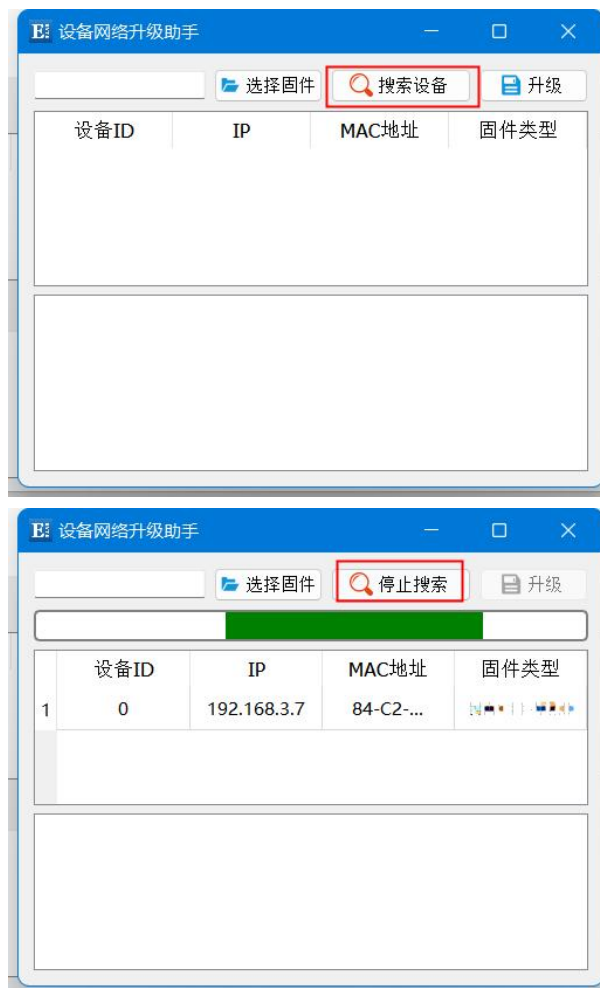 E 设备网络升级助手
选择固件 搜索设备 升级
设备ID IP MAC地址 固件类型
E 设备网络升级助手
选择固件 停止搜索 升级
设备ID IP MAC地址 固件类型
1 0 192.168.3.7 84-C2-...